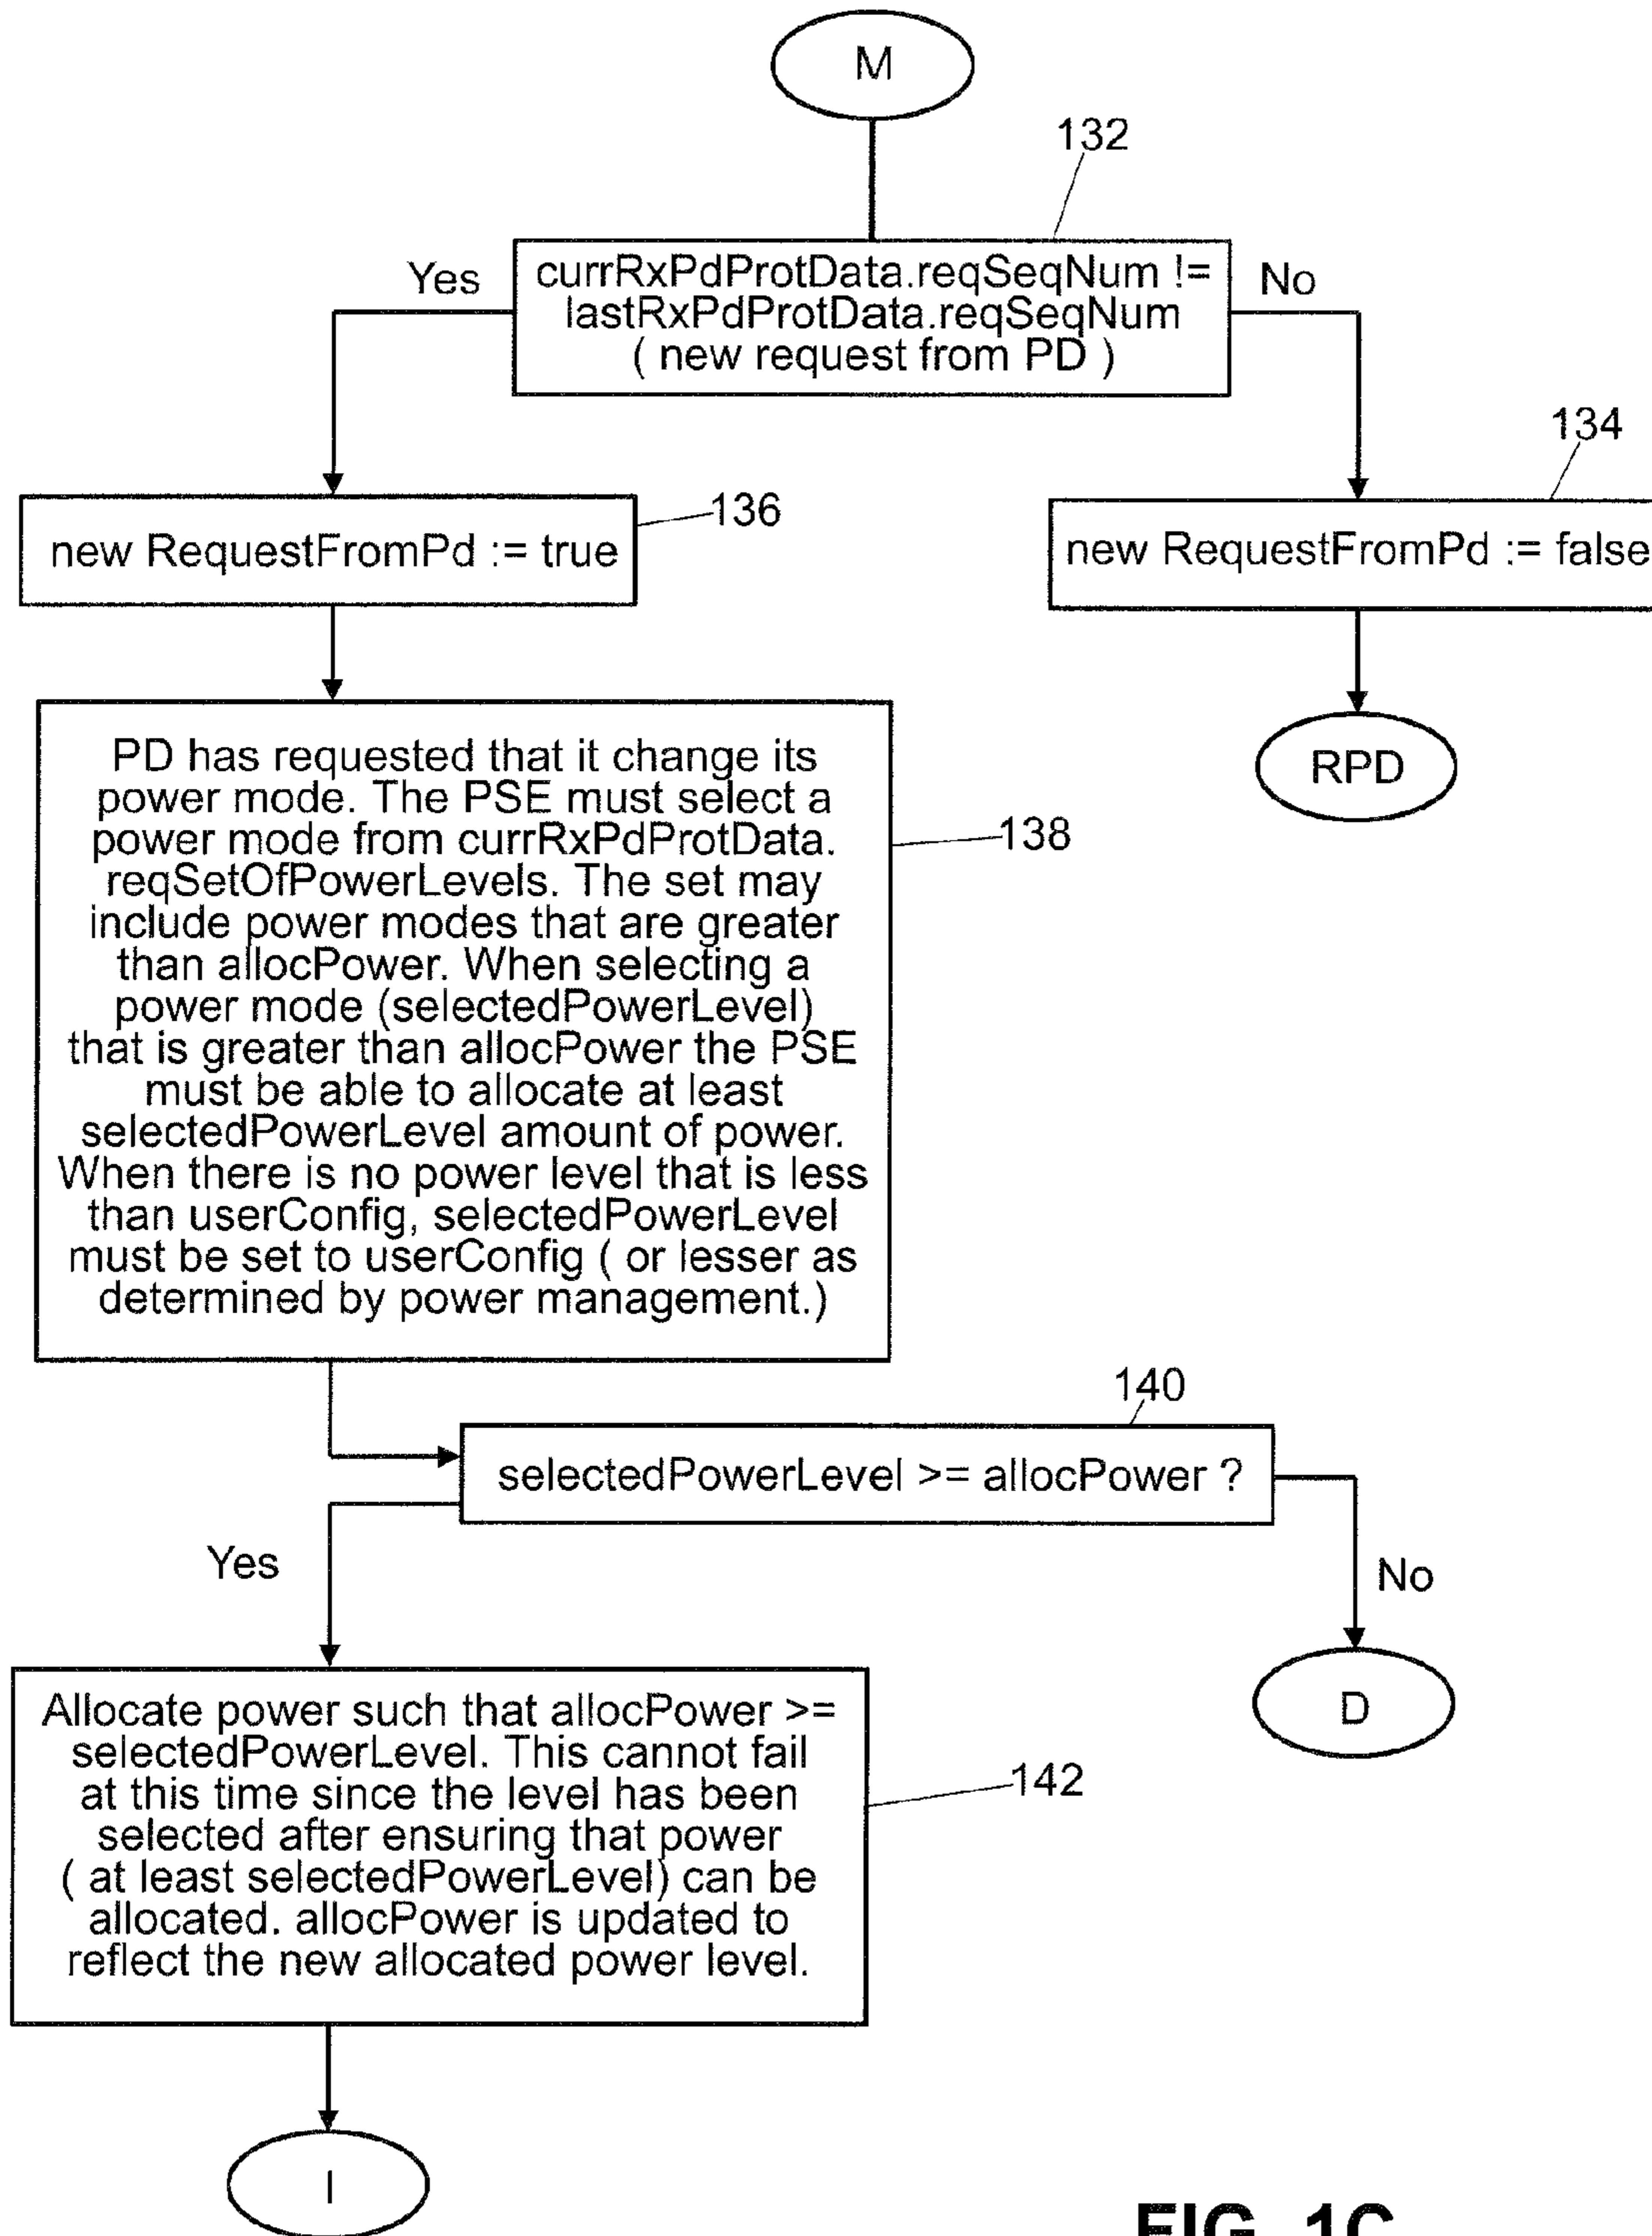 M
132
Yes
currRxPdProtData.reqSeqNum !=
lastRxPdProtData.reqSeqNum
( new request from PD )
No
134
136
new RequestFromPd := true
new RequestFromPd := false
RPD
PD has requested that it change its
power mode. The PSE must select a
power mode from currRxPdProtData.
reqSetOfPowerLevels. The set may
include power modes that are greater
than allocPower. When selecting a
power mode (selectedPowerLevel)
that is greater than allocPower the PSE
must be able to allocate at least
selectedPowerLevel amount of power.
When there is no power level that is less
than userConfig, selectedPowerLevel
must be set to userConfig ( or lesser as
determined by power management.)
138
140
selectedPowerLevel >= allocPower ?
Yes
No
D
Allocate power such that allocPower >=
selectedPowerLevel. This cannot fail
at this time since the level has been
selected after ensuring that power
( at least selectedPowerLevel) can be
allocated. allocPower is updated to
reflect the new allocated power level.
142
I
FIG. 1C